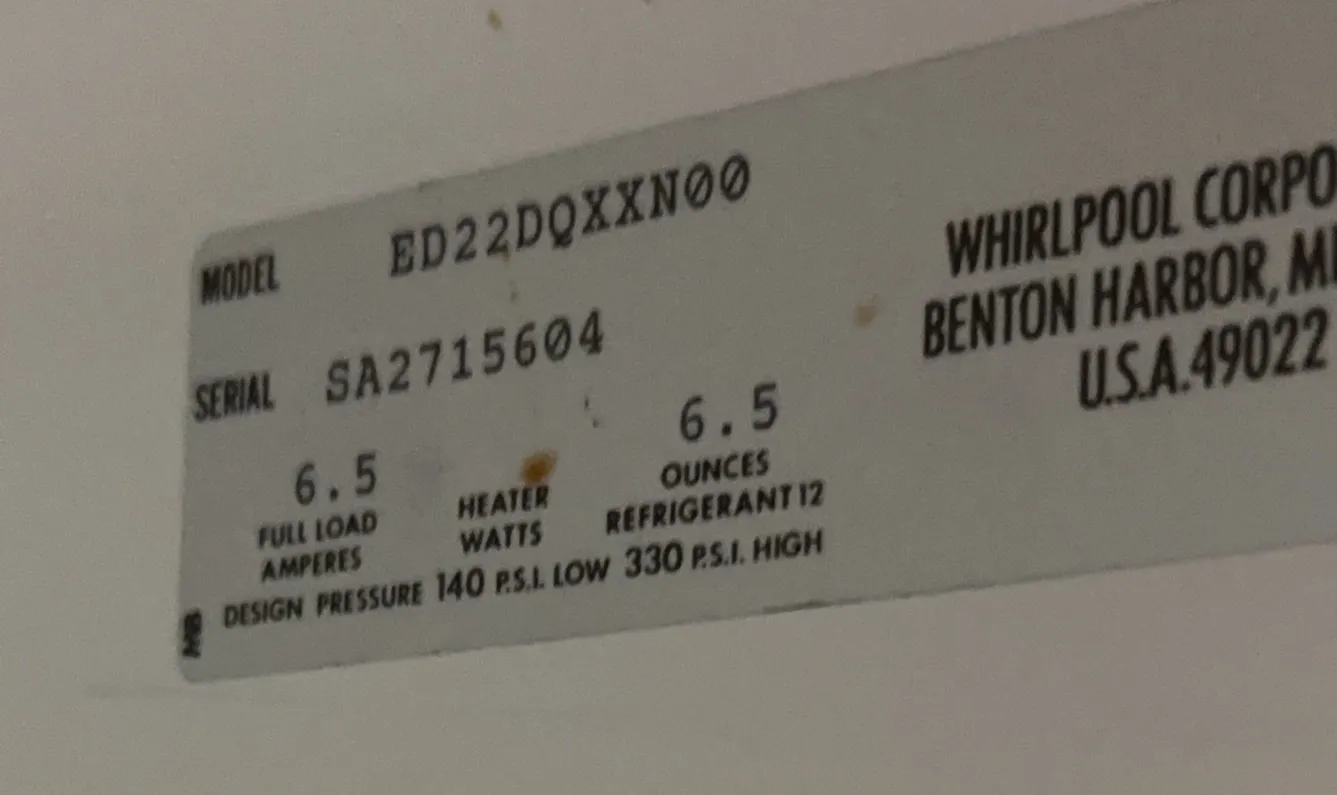 MODEL ED22DQXXN00
SERIAL SA2715604
6.5
FULL LOAD
AMPERES
HEATER
WATTS
6.5
OUNCES
REFRIGERANT 12
DESIGN PRESSURE 140 P.S.I. LOW 330 P.S.I. HIGH
WHIRLPOOL CORPO
BENTON HARBOR, MI
U.S.A. 49022